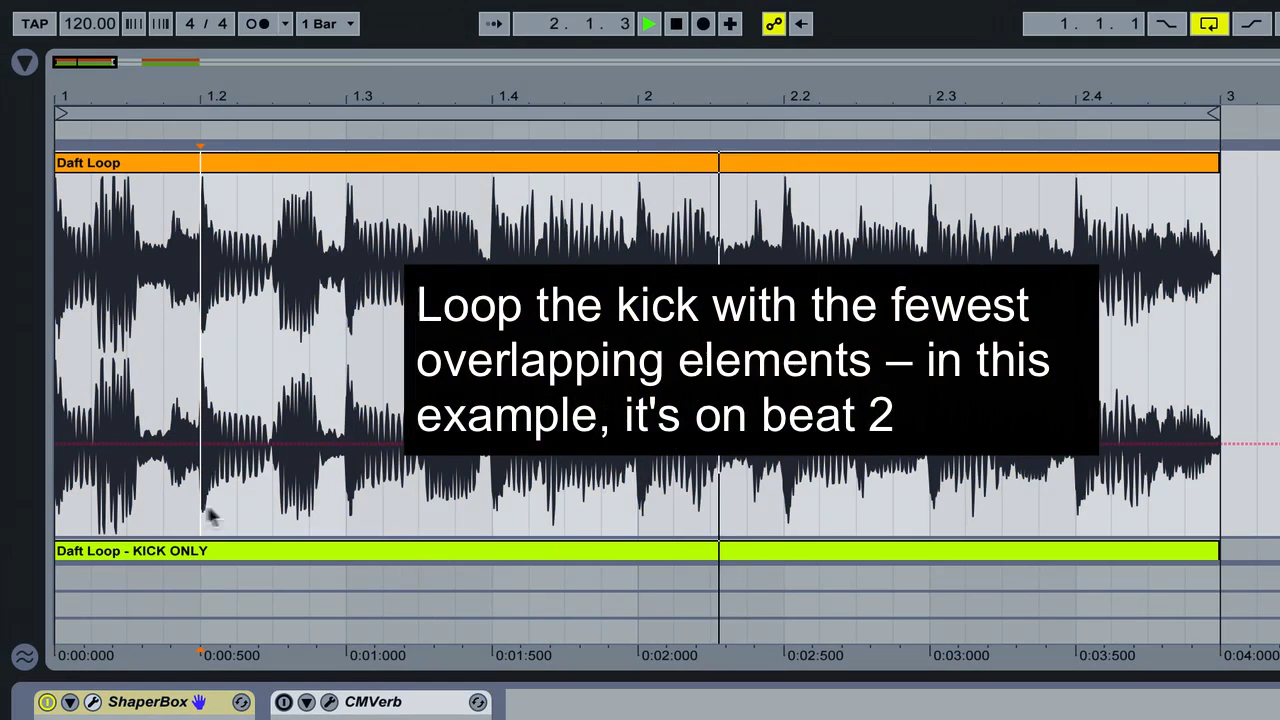 TAP 120.00 4 / 4 1 Bar 2. 1. 3 1. 1. 1
1 1.2 1.3 1.4 2 2.2 2.3 2.4 3
Daft Loop
Loop the kick with the fewest
overlapping elements – in this
example, it's on beat 2
Daft Loop - KICK ONLY
0:00:000 0:00:500 0:01:000 0:01:500 0:02:000 0:02:500 0:03:000 0:03:500 0:04:000
ShaperBox CMVerb